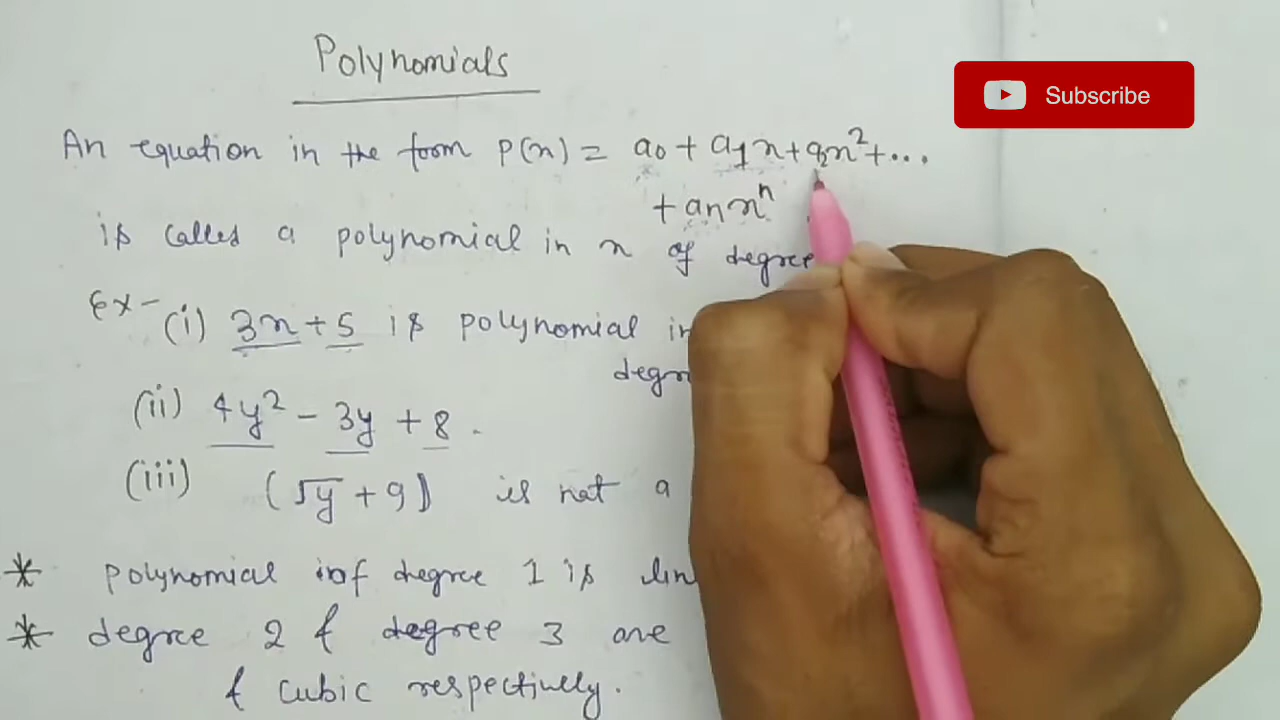 Polynomials
Subscribe
An equation in the form p(x) = a₀ + a₁x + a₂x² + ...
+ aₙxⁿ
is called a polynomial in x of degree
Ex- (i) 3x + 5 is polynomial in
degr
(ii) 4y² - 3y + 8 .
(iii) (√y + 9) is not a
* polynomial of degree 1 is lin
* degree 2 & degree 3 are
& cubic respectively.